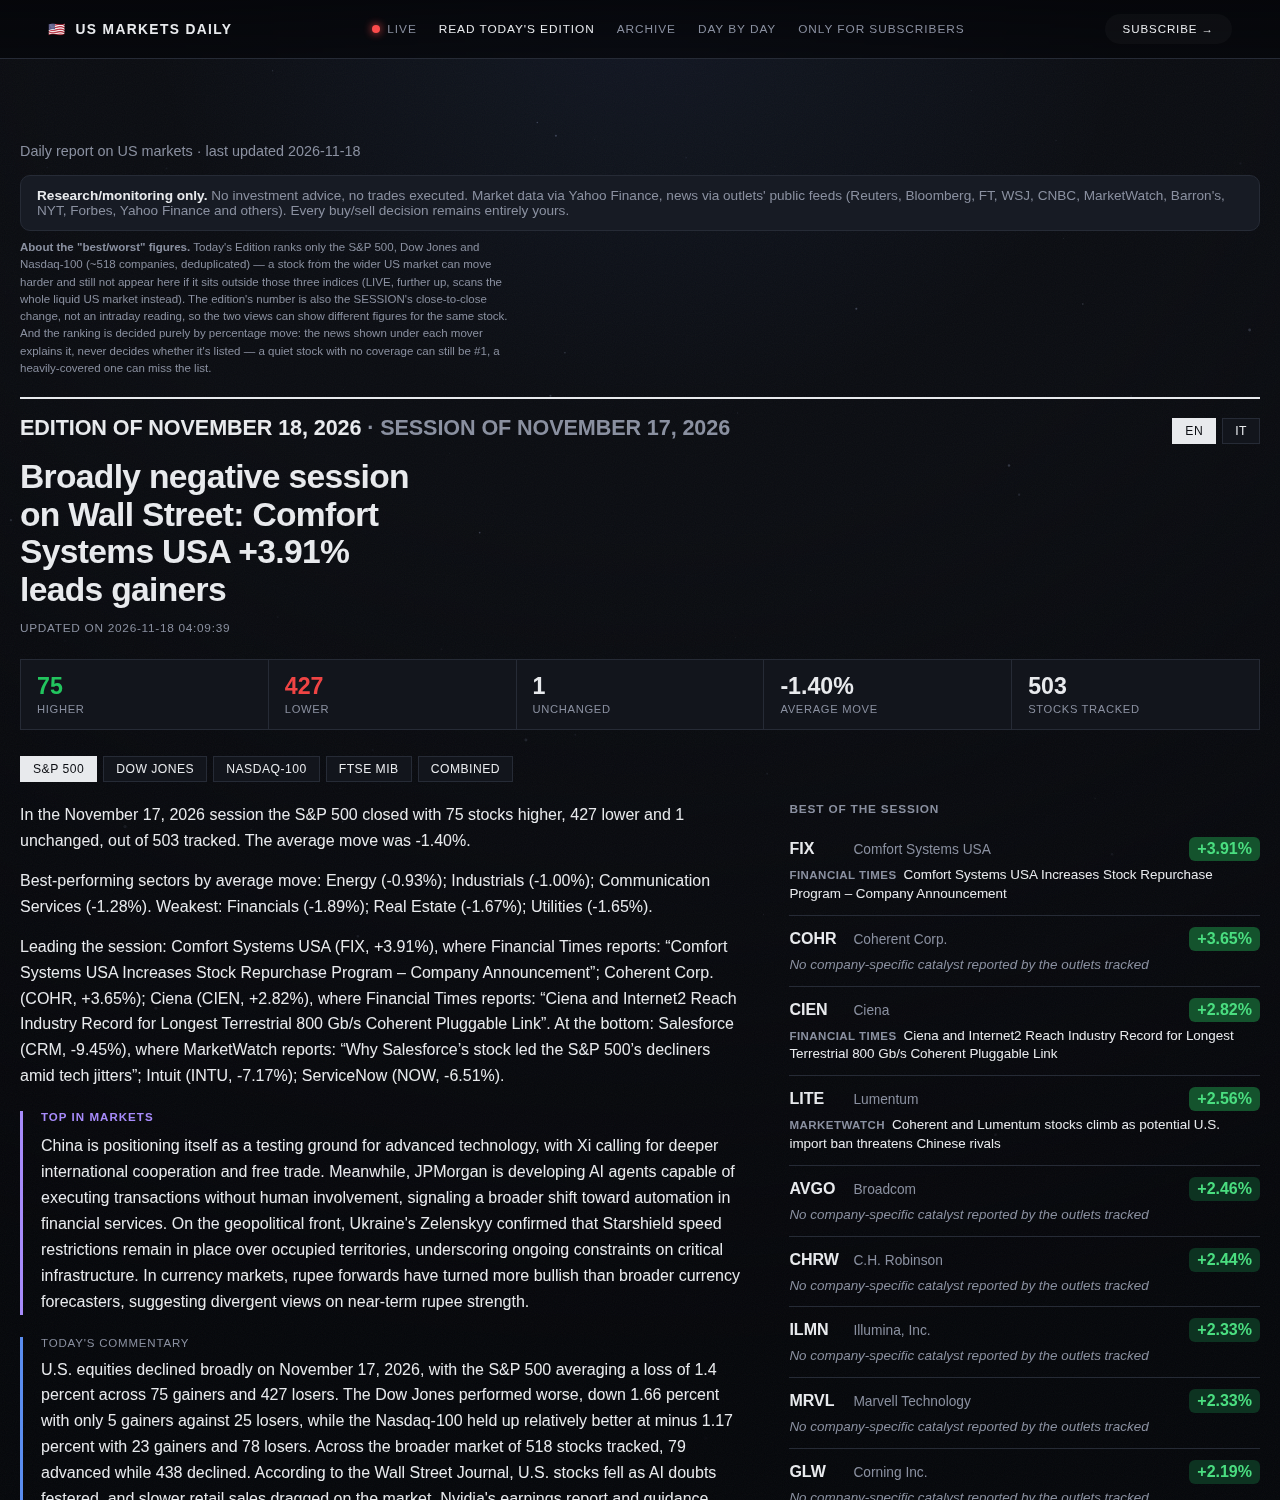 🇺🇸 US MARKETS DAILY
LIVE
READ TODAY'S EDITION
ARCHIVE
DAY BY DAY
ONLY FOR SUBSCRIBERS
SUBSCRIBE →
Daily report on US markets · last updated 2026-11-18
Research/monitoring only. No investment advice, no trades executed. Market data via Yahoo Finance, news via outlets' public feeds (Reuters, Bloomberg, FT, WSJ, CNBC, MarketWatch, Barron's,
NYT, Forbes, Yahoo Finance and others). Every buy/sell decision remains entirely yours.
About the "best/worst" figures. Today's Edition ranks only the S&P 500, Dow Jones and
Nasdaq-100 (~518 companies, deduplicated) — a stock from the wider US market can move
harder and still not appear here if it sits outside those three indices (LIVE, further up, scans the
whole liquid US market instead). The edition's number is also the SESSION's close-to-close
change, not an intraday reading, so the two views can show different figures for the same stock.
And the ranking is decided purely by percentage move: the news shown under each mover
explains it, never decides whether it's listed — a quiet stock with no coverage can still be #1, a
heavily-covered one can miss the list.
EDITION OF NOVEMBER 18, 2026 · SESSION OF NOVEMBER 17, 2026
EN
IT
Broadly negative session
on Wall Street: Comfort
Systems USA +3.91%
leads gainers
UPDATED ON 2026-11-18 04:09:39
75
HIGHER
427
LOWER
1
UNCHANGED
-1.40%
AVERAGE MOVE
503
STOCKS TRACKED
S&P 500
DOW JONES
NASDAQ-100
FTSE MIB
COMBINED
In the November 17, 2026 session the S&P 500 closed with 75 stocks higher, 427 lower and 1
unchanged, out of 503 tracked. The average move was -1.40%.
Best-performing sectors by average move: Energy (-0.93%); Industrials (-1.00%); Communication
Services (-1.28%). Weakest: Financials (-1.89%); Real Estate (-1.67%); Utilities (-1.65%).
Leading the session: Comfort Systems USA (FIX, +3.91%), where Financial Times reports: “Comfort
Systems USA Increases Stock Repurchase Program – Company Announcement”; Coherent Corp.
(COHR, +3.65%); Ciena (CIEN, +2.82%), where Financial Times reports: “Ciena and Internet2 Reach
Industry Record for Longest Terrestrial 800 Gb/s Coherent Pluggable Link”. At the bottom: Salesforce
(CRM, -9.45%), where MarketWatch reports: “Why Salesforce’s stock led the S&P 500’s decliners
amid tech jitters”; Intuit (INTU, -7.17%); ServiceNow (NOW, -6.51%).
TOP IN MARKETS
China is positioning itself as a testing ground for advanced technology, with Xi calling for deeper
international cooperation and free trade. Meanwhile, JPMorgan is developing AI agents capable of
executing transactions without human involvement, signaling a broader shift toward automation in
financial services. On the geopolitical front, Ukraine's Zelenskyy confirmed that Starshield speed
restrictions remain in place over occupied territories, underscoring ongoing constraints on critical
infrastructure. In currency markets, rupee forwards have turned more bullish than broader currency
forecasters, suggesting divergent views on near-term rupee strength.
TODAY'S COMMENTARY
U.S. equities declined broadly on November 17, 2026, with the S&P 500 averaging a loss of 1.4
percent across 75 gainers and 427 losers. The Dow Jones performed worse, down 1.66 percent
with only 5 gainers against 25 losers, while the Nasdaq-100 held up relatively better at minus 1.17
percent with 23 gainers and 78 losers. Across the broader market of 518 stocks tracked, 79
advanced while 438 declined. According to the Wall Street Journal, U.S. stocks fell as AI doubts
festered, and slower retail sales dragged on the market. Nvidia's earnings report and guidance
BEST OF THE SESSION
FIX Comfort Systems USA +3.91%
FINANCIAL TIMES Comfort Systems USA Increases Stock Repurchase
Program – Company Announcement
COHR Coherent Corp. +3.65%
No company-specific catalyst reported by the outlets tracked
CIEN Ciena +2.82%
FINANCIAL TIMES Ciena and Internet2 Reach Industry Record for Longest
Terrestrial 800 Gb/s Coherent Pluggable Link
LITE Lumentum +2.56%
MARKETWATCH Coherent and Lumentum stocks climb as potential U.S.
import ban threatens Chinese rivals
AVGO Broadcom +2.46%
No company-specific catalyst reported by the outlets tracked
CHRW C.H. Robinson +2.44%
No company-specific catalyst reported by the outlets tracked
ILMN Illumina, Inc. +2.33%
No company-specific catalyst reported by the outlets tracked
MRVL Marvell Technology +2.33%
No company-specific catalyst reported by the outlets tracked
GLW Corning Inc. +2.19%
No company-specific catalyst reported by the outlets tracked